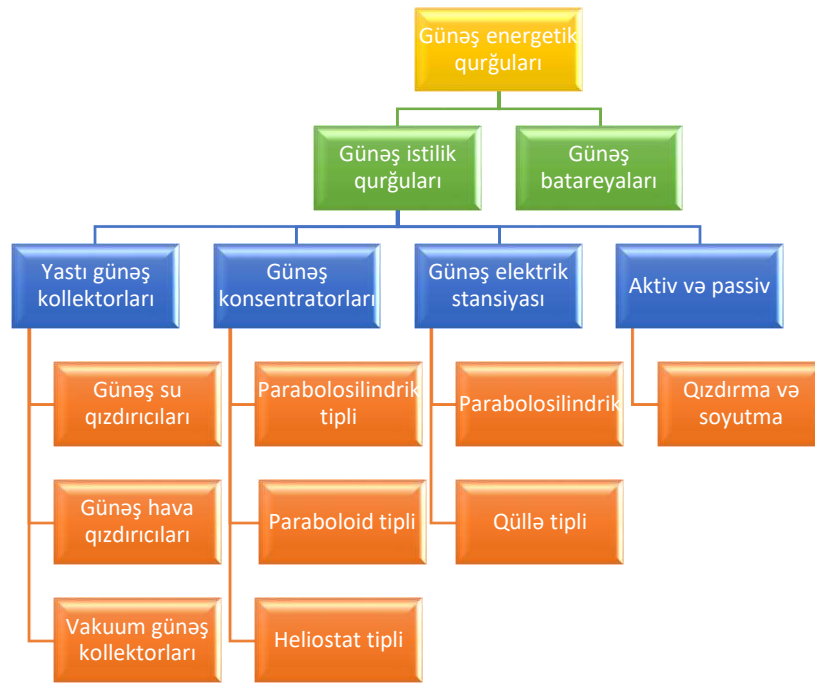 Günəş energetik
qurğuları
Günəş istilik
qurğuları
Günəş
batareyaları
Yastı günəş
kollektorları
Günəş
konsentratorları
Günəş elektrik
stansiyası
Aktiv və passiv
Günəş su
qızdırıcıları
Günəş hava
qızdırıcıları
Vakuum günəş
kollektorları
Parabolosilindrik
tipli
Paraboloid tipli
Heliostat tipli
Parabolosilindrik
Qüllə tipli
Qızdırma və
soyutma